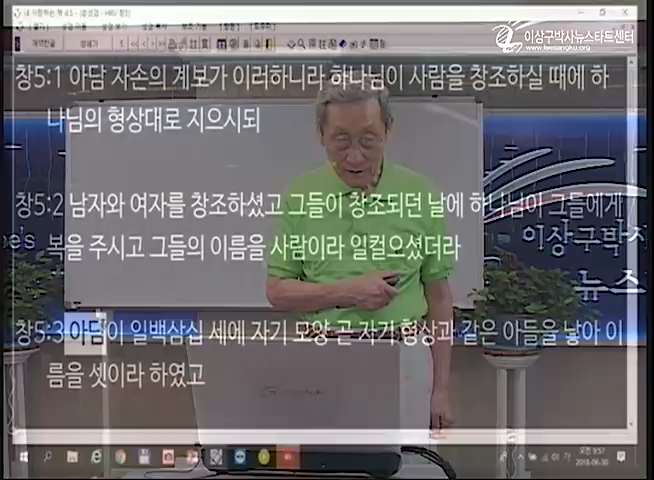 이상구박사뉴스타트센터
www.leesangku.org
창5:1 아담 자손의 계보가 이러하니라 하나님이 사람을 창조하실 때에 하
나님의 형상대로 지으시되
창5:2 남자와 여자를 창조하셨고 그들이 창조되던 날에 하나님이 그들에게
복을 주시고 그들의 이름을 사람이라 일컬으셨더라
이상구박사
뉴스
창5:3 아담이 일백삼십 세에 자기 모양 곧 자기 형상과 같은 아들을 낳아 이
름을 셋이라 하였고
2018-06-30